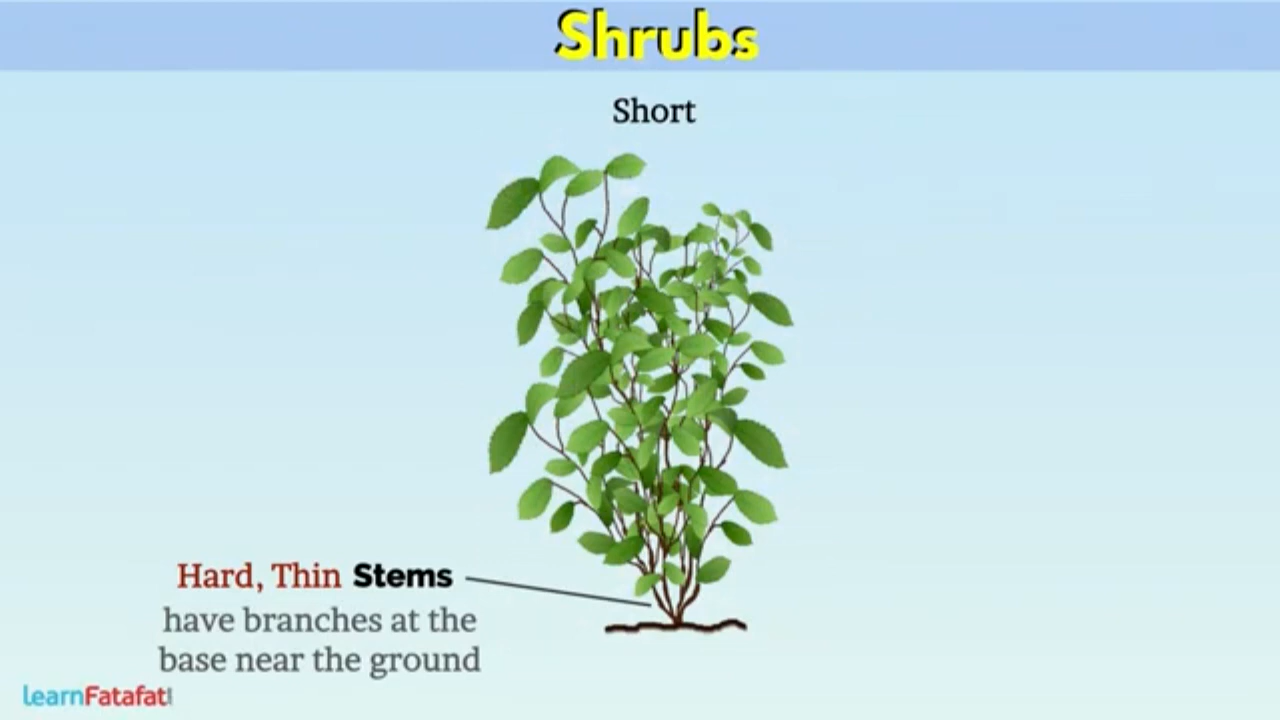 Shrubs
Short
Hard, Thin Stems
have branches at the
base near the ground
learnFatafat